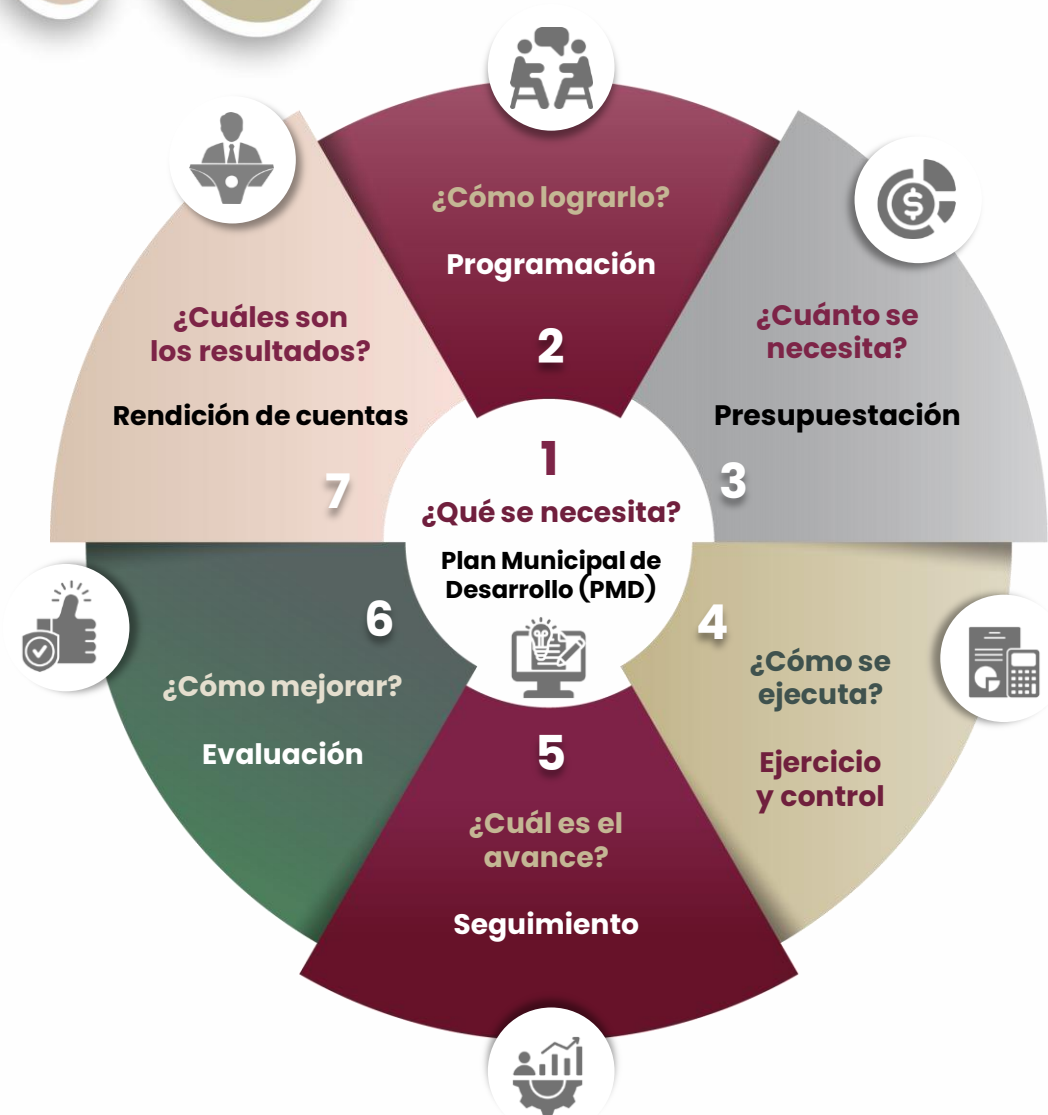 1
¿Qué se necesita?
Plan Municipal de
Desarrollo (PMD)
¿Cómo lograrlo?
Programación
2
¿Cuánto se
necesita?
Presupuestación
3
4
¿Cómo se
ejecuta?
Ejercicio
y control
5
¿Cuál es el
avance?
Seguimiento
6
¿Cómo mejorar?
Evaluación
¿Cuáles son
los resultados?
Rendición de cuentas
7
$